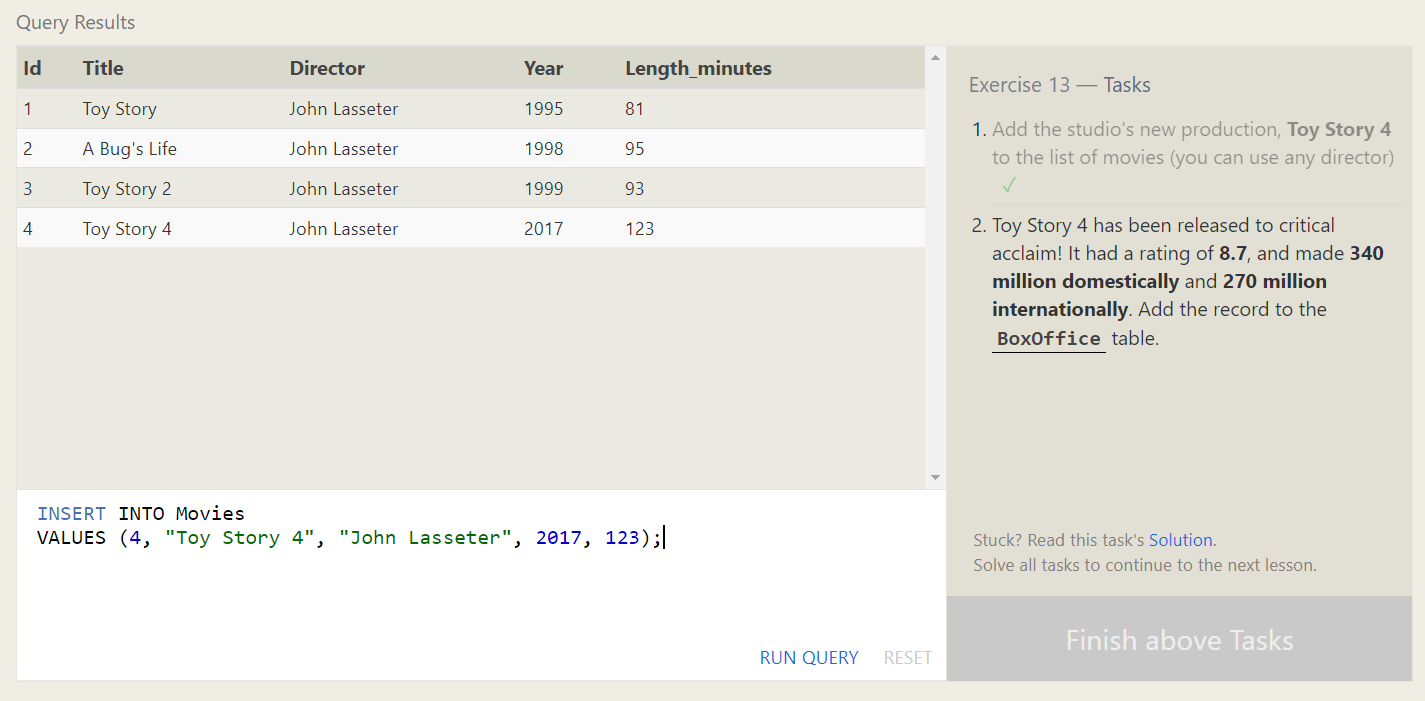 Query Results
Id Title Director Year Length_minutes
1 Toy Story John Lasseter 1995 81
2 A Bug's Life John Lasseter 1998 95
3 Toy Story 2 John Lasseter 1999 93
4 Toy Story 4 John Lasseter 2017 123
INSERT INTO Movies
VALUES (4, "Toy Story 4", "John Lasseter", 2017, 123);
RUN QUERY RESET
Exercise 13 — Tasks
1. Add the studio's new production, Toy Story 4
to the list of movies (you can use any director)
✓
2. Toy Story 4 has been released to critical
acclaim! It had a rating of 8.7, and made 340
million domestically and 270 million
internationally. Add the record to the
BoxOffice table.
Stuck? Read this task's Solution.
Solve all tasks to continue to the next lesson.
Finish above Tasks